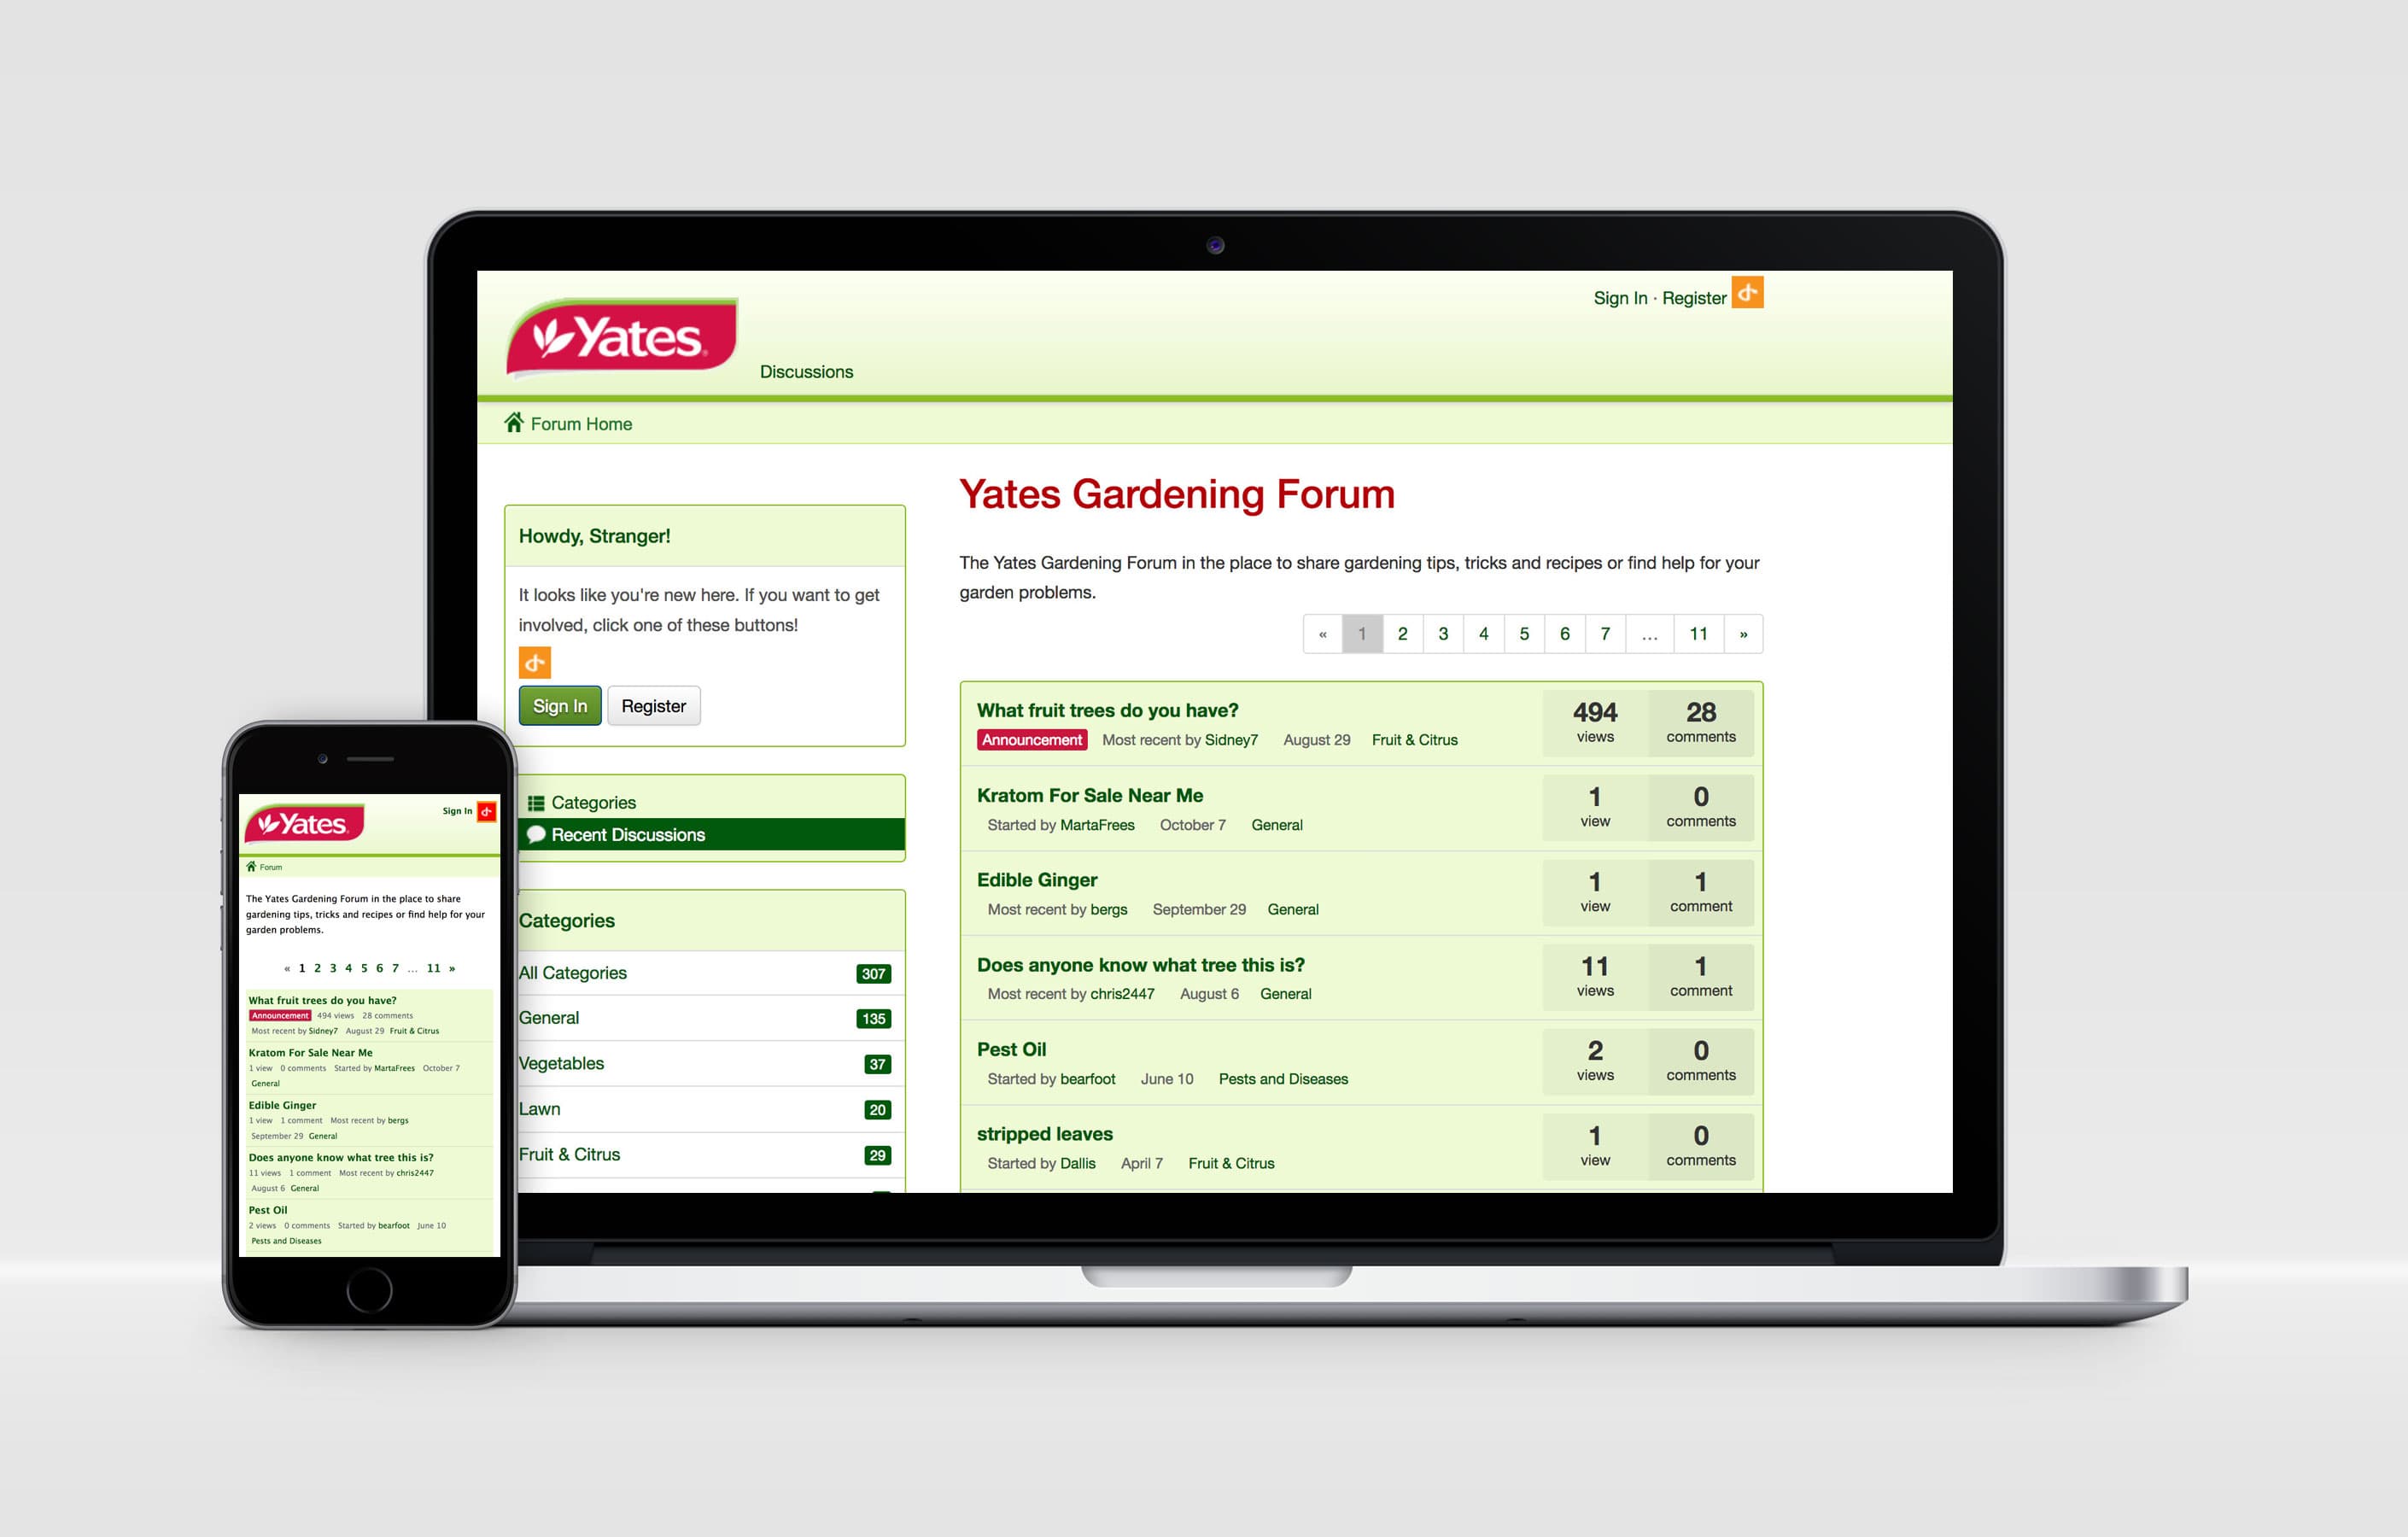 Yates
Discussions
Sign In · Register
Forum Home
Howdy, Stranger!
It looks like you're new here. If you want to get
involved, click one of these buttons!
Sign In
Register
Categories
Recent Discussions
Categories
All Categories 307
General 135
Vegetables 37
Lawn 20
Fruit & Citrus 29
Yates Gardening Forum
The Yates Gardening Forum in the place to share gardening tips, tricks and recipes or find help for your
garden problems.
« 1 2 3 4 5 6 7 ... 11 »
What fruit trees do you have?
Announcement Most recent by Sidney7 August 29 Fruit & Citrus
494 28
views comments
Kratom For Sale Near Me
Started by MartaFrees October 7 General
1 0
view comments
Edible Ginger
Most recent by bergs September 29 General
1 1
view comment
Does anyone know what tree this is?
Most recent by chris2447 August 6 General
11 1
views comment
Pest Oil
Started by bearfoot June 10 Pests and Diseases
2 0
views comments
stripped leaves
Started by Dallis April 7 Fruit & Citrus
1 0
view comments
Yates
Sign In
Forum
The Yates Gardening Forum in the place to share
gardening tips, tricks and recipes or find help for your
garden problems.
« 1 2 3 4 5 6 7 ... 11 »
What fruit trees do you have?
Announcement 494 views 28 comments
Most recent by Sidney7 August 29 Fruit & Citrus
Kratom For Sale Near Me
1 view 0 comments Started by MartaFrees October 7
General
Edible Ginger
1 view 1 comment Most recent by bergs
September 29 General
Does anyone know what tree this is?
11 views 1 comment Most recent by chris2447
August 6 General
Pest Oil
2 views 0 comments Started by bearfoot June 10
Pests and Diseases